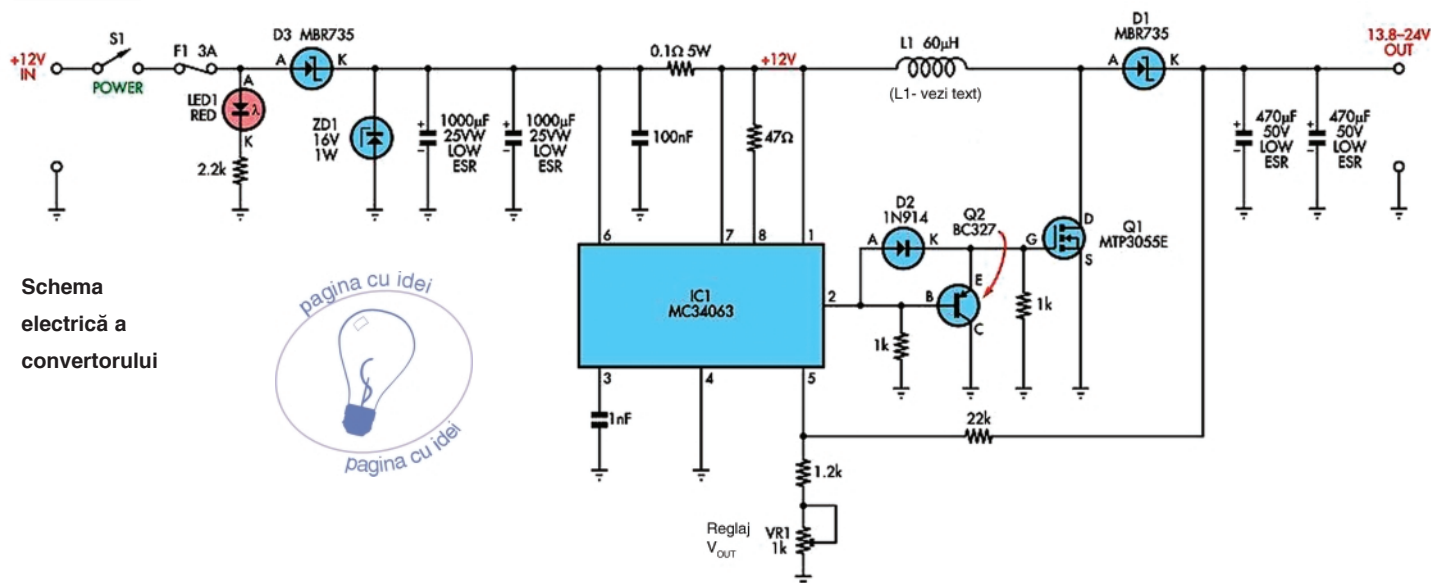 +12V
IN
S1
POWER
F1 3A
A
LED1
RED
λ
K
2.2k
D3 MBR735
A
K
ZD1
16V
1W
+
−
1000µF
25VW
LOW
ESR
+
−
1000µF
25VW
LOW
ESR
0.1Ω 5W
100nF
47Ω
+12V
L1 60µH
(L1- vezi text)
D1
MBR735
A
K
+
−
470µF
50V
LOW
ESR
+
−
470µF
50V
LOW
ESR
13.8–24V
OUT
6
7
8
1
IC1
MC34063
2
3
4
5
1nF
D2
1N914
A
K
Q2
BC327
B
E
C
1k
1k
G
D
S
Q1
MTP3055E
22k
1.2k
Reglaj
VOUT
VR1
1k
Schema
electrică a
convertorului
pagina cu idei
pagina cu idei